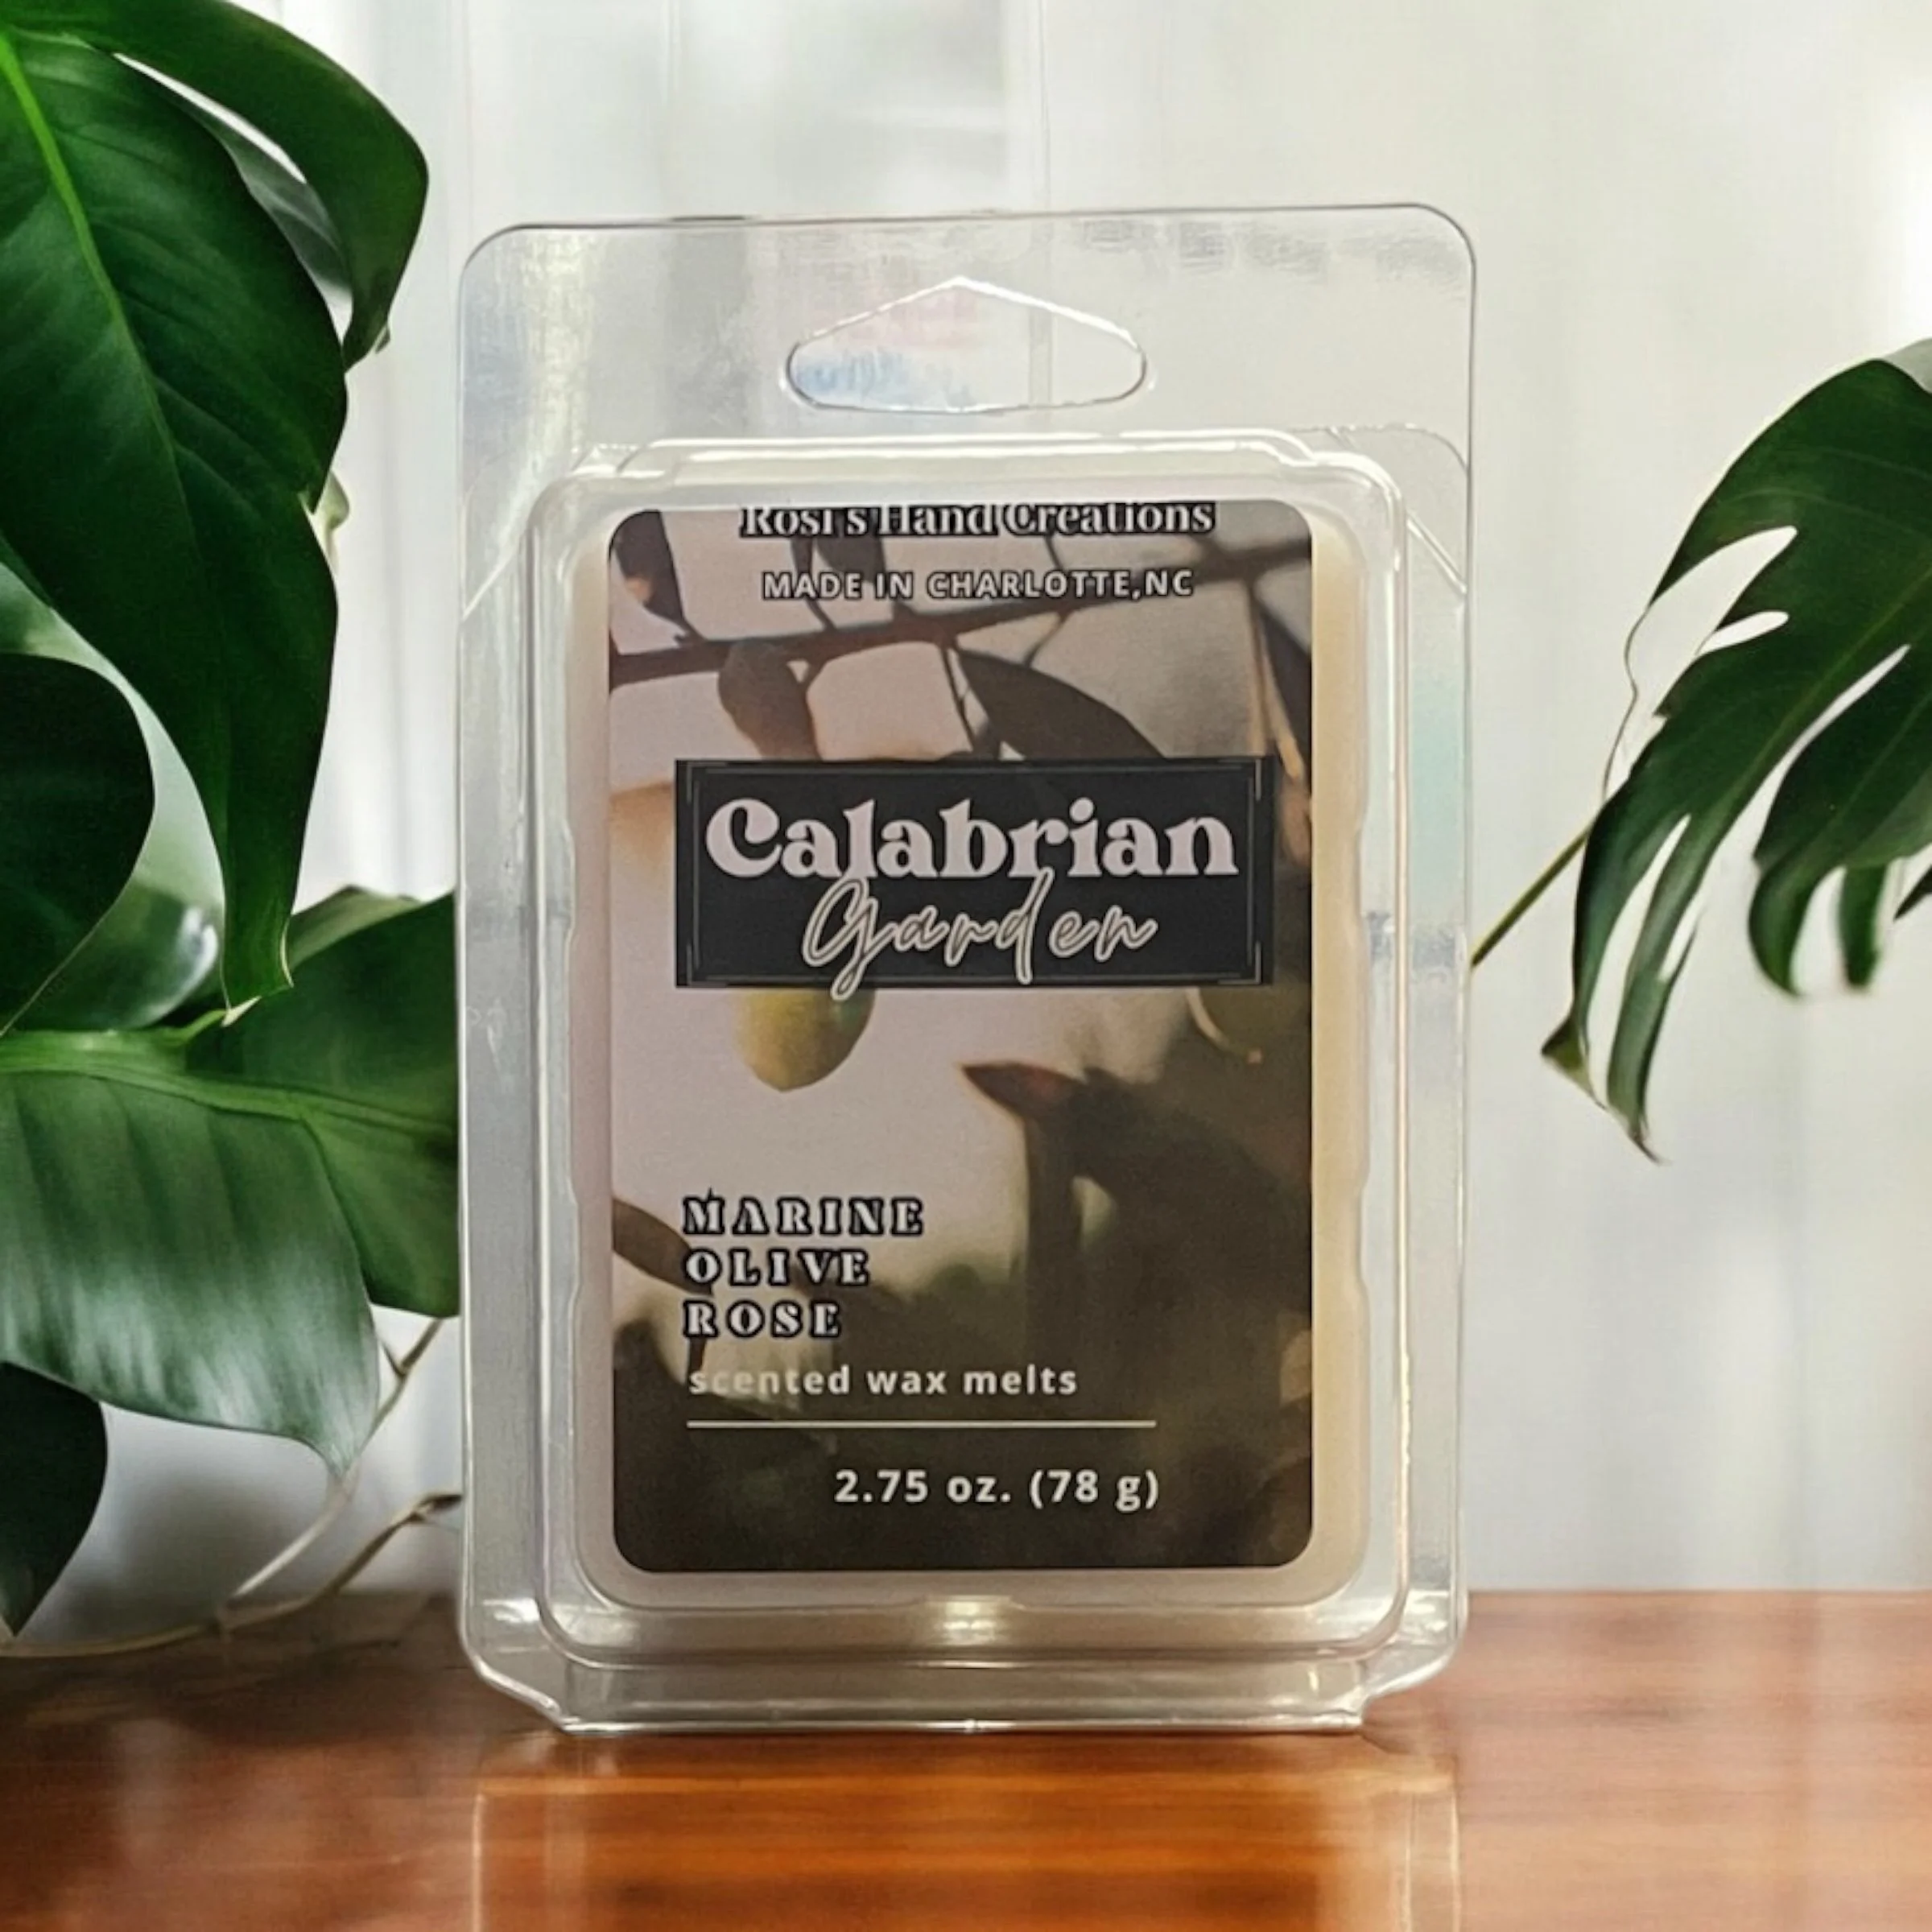 Rosi's Hand Creations
MADE IN CHARLOTTE,NC
Calabrian
Garden
MARINE
OLIVE
ROSE
scented wax melts
2.75 oz. (78 g)